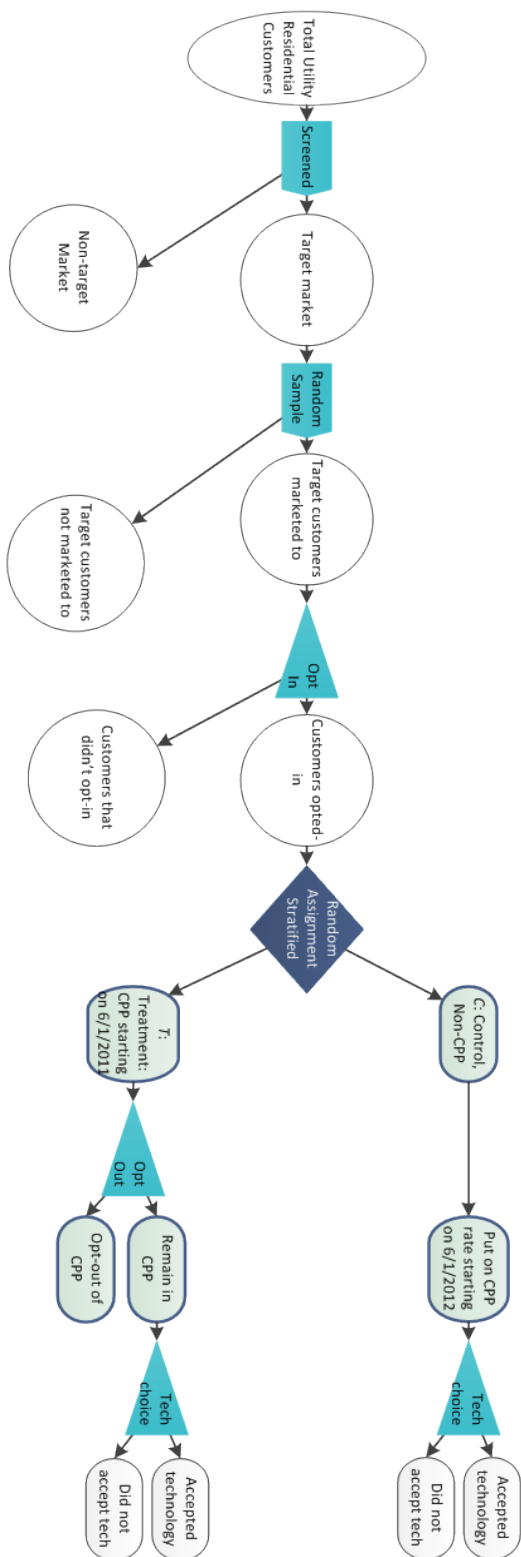 Total Utility
Residential
Customers
Screened
Target market
Non-target
Market
Random
Sample
Target customers
marketed to
Target customers
not marketed to
Opt
In
Customers opted-
in
Customers that
didn't opt-in
Random
Assignment
Stratified
C: Control,
Non-CPP
Put on CPP
rate starting
on 6/1/2012
Tech
choice
Accepted
technology
Did not
accept tech
T:
Treatment:
CPP starting
on 6/1/2011
Opt
Out
Remain in
CPP
Opt-out of
CPP
Tech
choice
Accepted
technology
Did not
accept tech